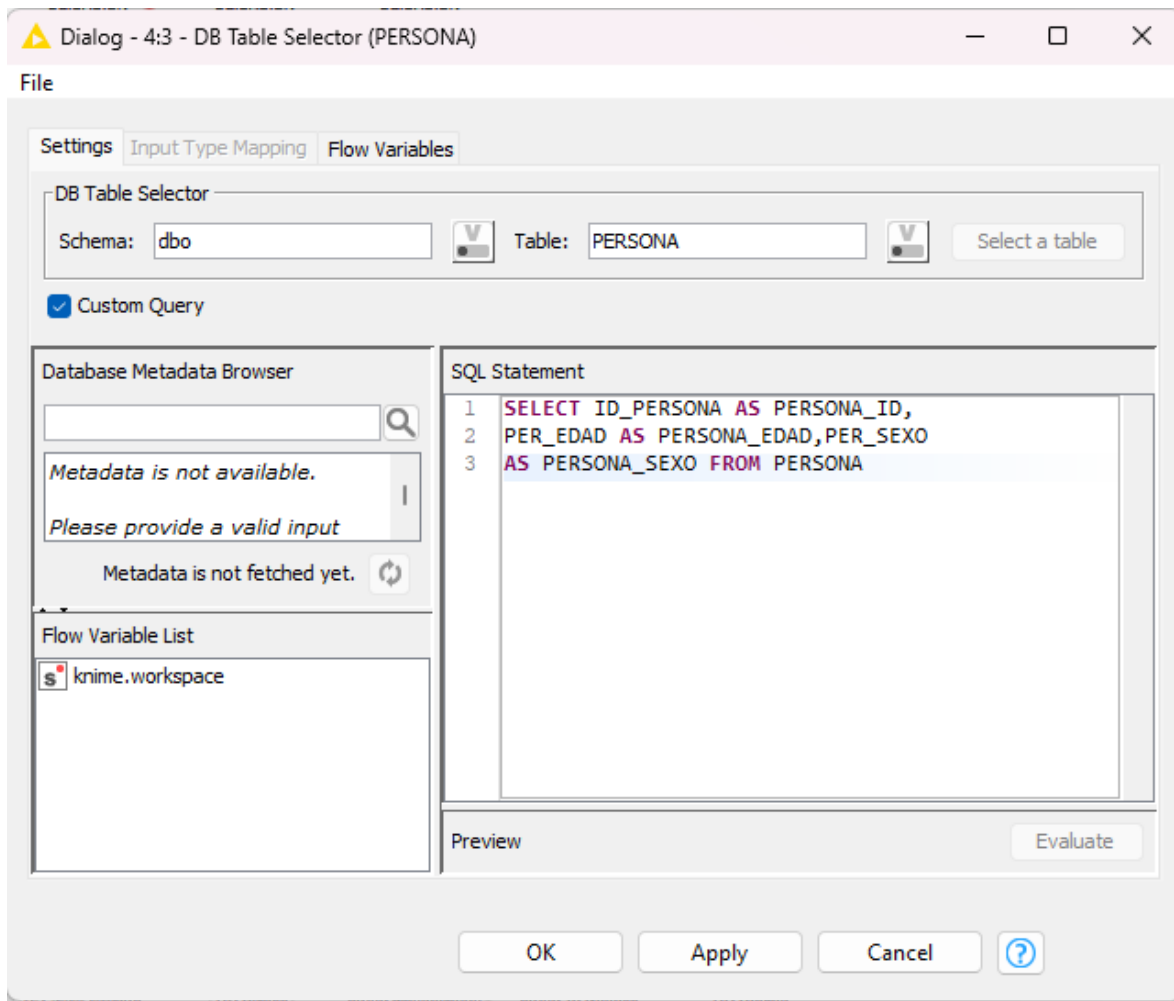 Dialog - 4:3 - DB Table Selector (PERSONA)
File
Settings Input Type Mapping Flow Variables
DB Table Selector
Schema: dbo V Table: PERSONA V Select a table
Custom Query
Database Metadata Browser
Metadata is not available.
Please provide a valid input
Metadata is not fetched yet.
Flow Variable List
s knime.workspace
SQL Statement
1 SELECT ID_PERSONA AS PERSONA_ID,
2 PER_EDAD AS PERSONA_EDAD,PER_SEXO
3 AS PERSONA_SEXO FROM PERSONA
Preview Evaluate
OK Apply Cancel ?